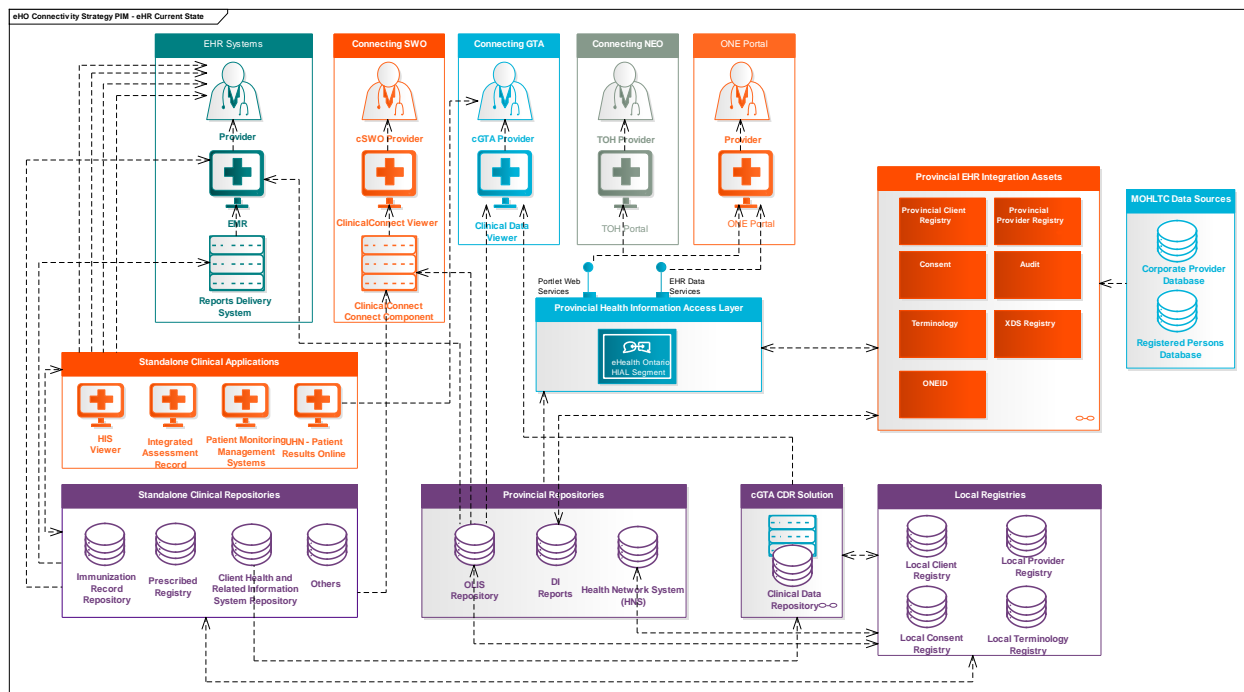 eHO Connectivity Strategy PIM - eHR Current State
EHR Systems
Provider
EMR
Reports Delivery
System
Connecting SWO
cSWO Provider
ClinicalConnect Viewer
ClinicalConnect
Connect Component
Connecting GTA
cGTA Provider
Clinical Data
Viewer
Connecting NEO
TOH Provider
TOH Portal
ONE Portal
Provider
ONE Portal
Portlet Web
Services
EHR Data
Services
Provincial Health Information Access Layer
eHealth Ontario
HIAL Segment
Provincial EHR Integration Assets
Provincial Client
Registry
Provincial
Provider Registry
Consent
Audit
Terminology
XDS Registry
ONEID
MOHLTC Data Sources
Corporate Provider
Database
Registered Persons
Database
Standalone Clinical Applications
HIS
Viewer
Integrated
Assessment
Record
Patient Monitoring
Management
Systems
UHN - Patient
Results Online
Standalone Clinical Repositories
Immunization
Record
Repository
Prescribed
Registry
Client Health and
Related Information
System Repository
Others
Provincial Repositories
OLIS
Repository
DI
Reports
Health Network System
(HNS)
cGTA CDR Solution
Clinical Data
Repository
Local Registries
Local Client
Registry
Local Provider
Registry
Local Consent
Registry
Local Terminology
Registry